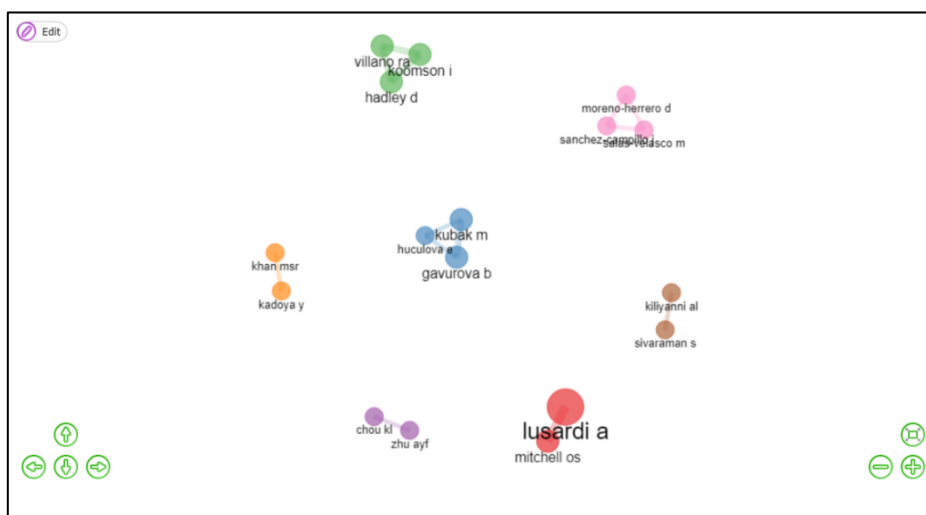 Edit
villano ra
koomson i
hadley d
moreno-herrero d
sanchez-campillo j
salas-velasco m
kubak m
huculova e
gavurova b
khan msr
kadoya y
kiliyanni al
sivaraman s
chou kl
zhu ayf
lusardi a
mitchell os